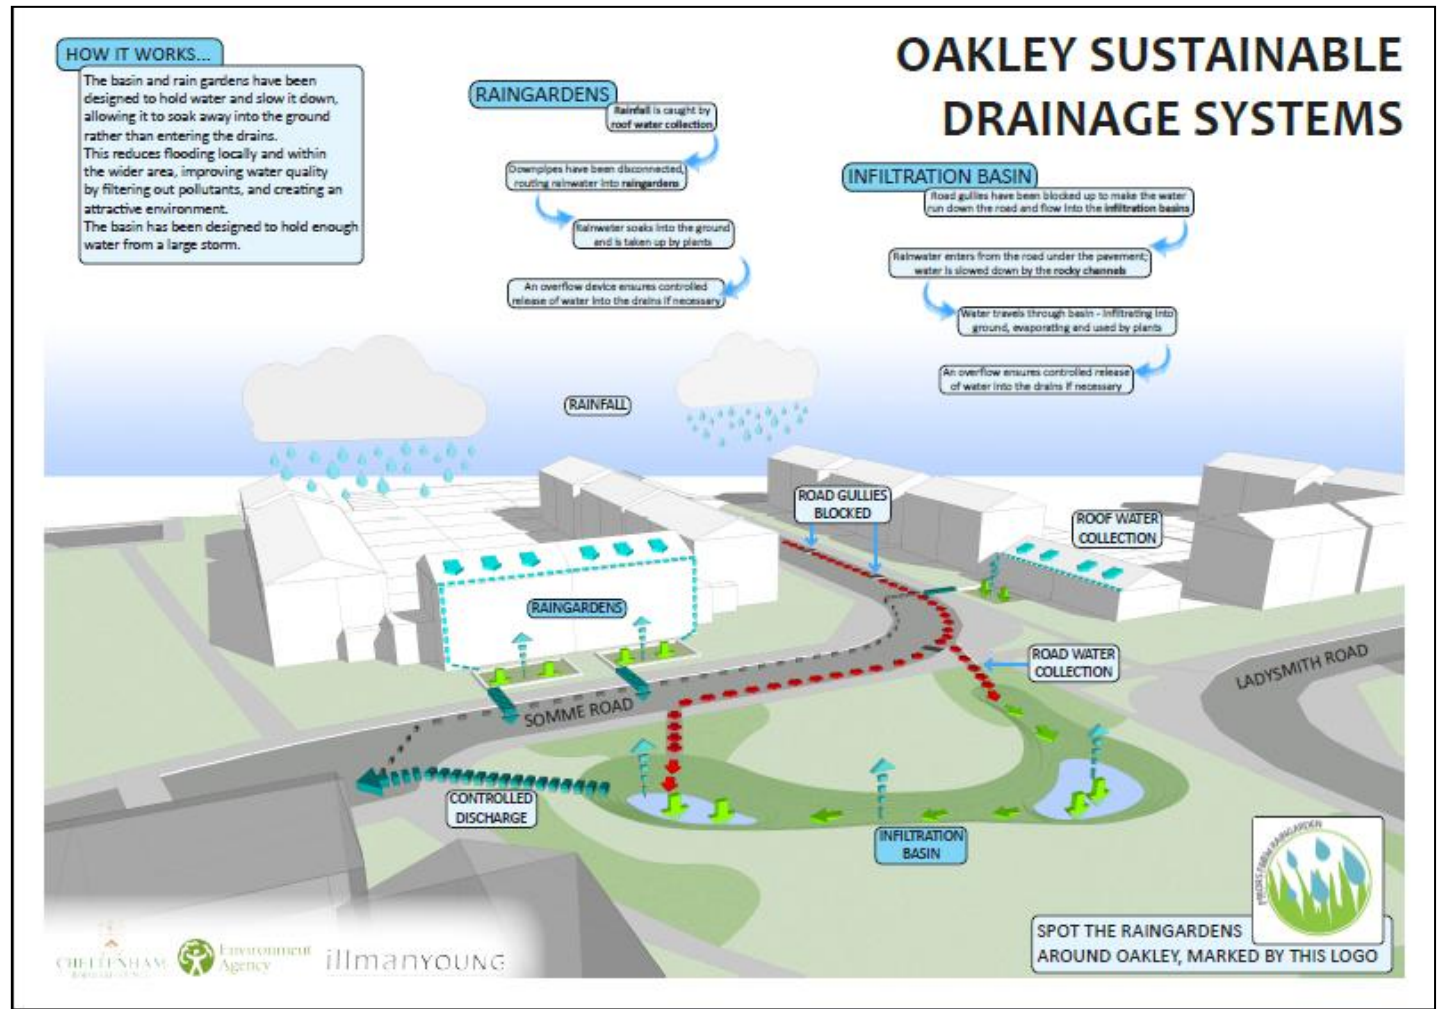 OAKLEY SUSTAINABLE
DRAINAGE SYSTEMS
HOW IT WORKS...
The basin and rain gardens have been
designed to hold water and slow it down,
allowing it to soak away into the ground
rather than entering the drains.
This reduces flooding locally and within
the wider area, improving water quality
by filtering out pollutants, and creating an
attractive environment.
The basin has been designed to hold enough
water from a large storm.
RAINGARDENS
Rainfall is caught by
roof water collection
Downpipes have been disconnected,
routing rainwater into raingardens
Rainwater soaks into the ground
and is taken up by plants
An overflow device ensures controlled
release of water into the drains if necessary
INFILTRATION BASIN
Road gullies have been blocked up to make the water
run down the road and flow into the infiltration basins
Rainwater enters from the road under the pavement;
water is slowed down by the rocky channels
Water travels through basin - infiltrating into
ground, evaporating and used by plants
An overflow ensures controlled release
of water into the drains if necessary
RAINFALL
ROAD GULLIES
BLOCKED
ROOF WATER
COLLECTION
RAINGARDENS
ROAD WATER
COLLECTION
LADYSMITH ROAD
SOMME ROAD
CONTROLLED
DISCHARGE
INFILTRATION
BASIN
PRIORS FARM RAINGARDEN
SPOT THE RAINGARDENS
AROUND OAKLEY, MARKED BY THIS LOGO
CHELTENHAM
Environment
Agency
illmanYOUNG